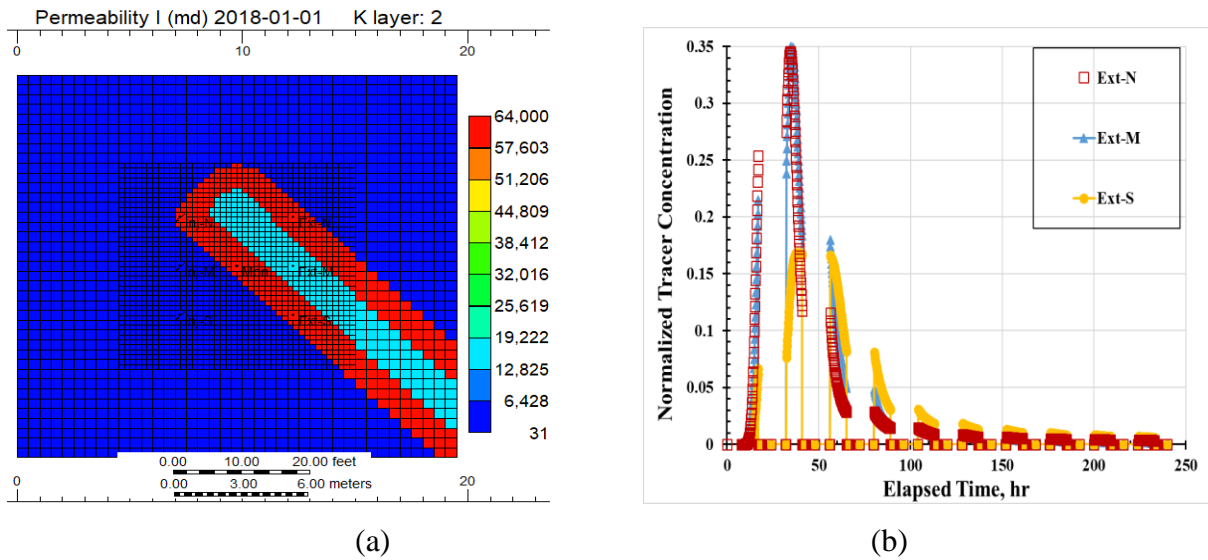 Permeability I (md) 2018-01-01 K layer: 2
0 10 20
64,000
57,603
51,206
44,809
38,412
32,016
25,619
19,222
12,825
6,428
31
Ext-M
0.00 10.00 20.00 feet
0.00 3.00 6.00 meters
0 20
(a)
Normalized Tracer Concentration
0.35
0.3
0.25
0.2
0.15
0.1
0.05
0
0 50 100 150 200 250
Elapsed Time, hr
Ext-N
Ext-M
Ext-S
(b)